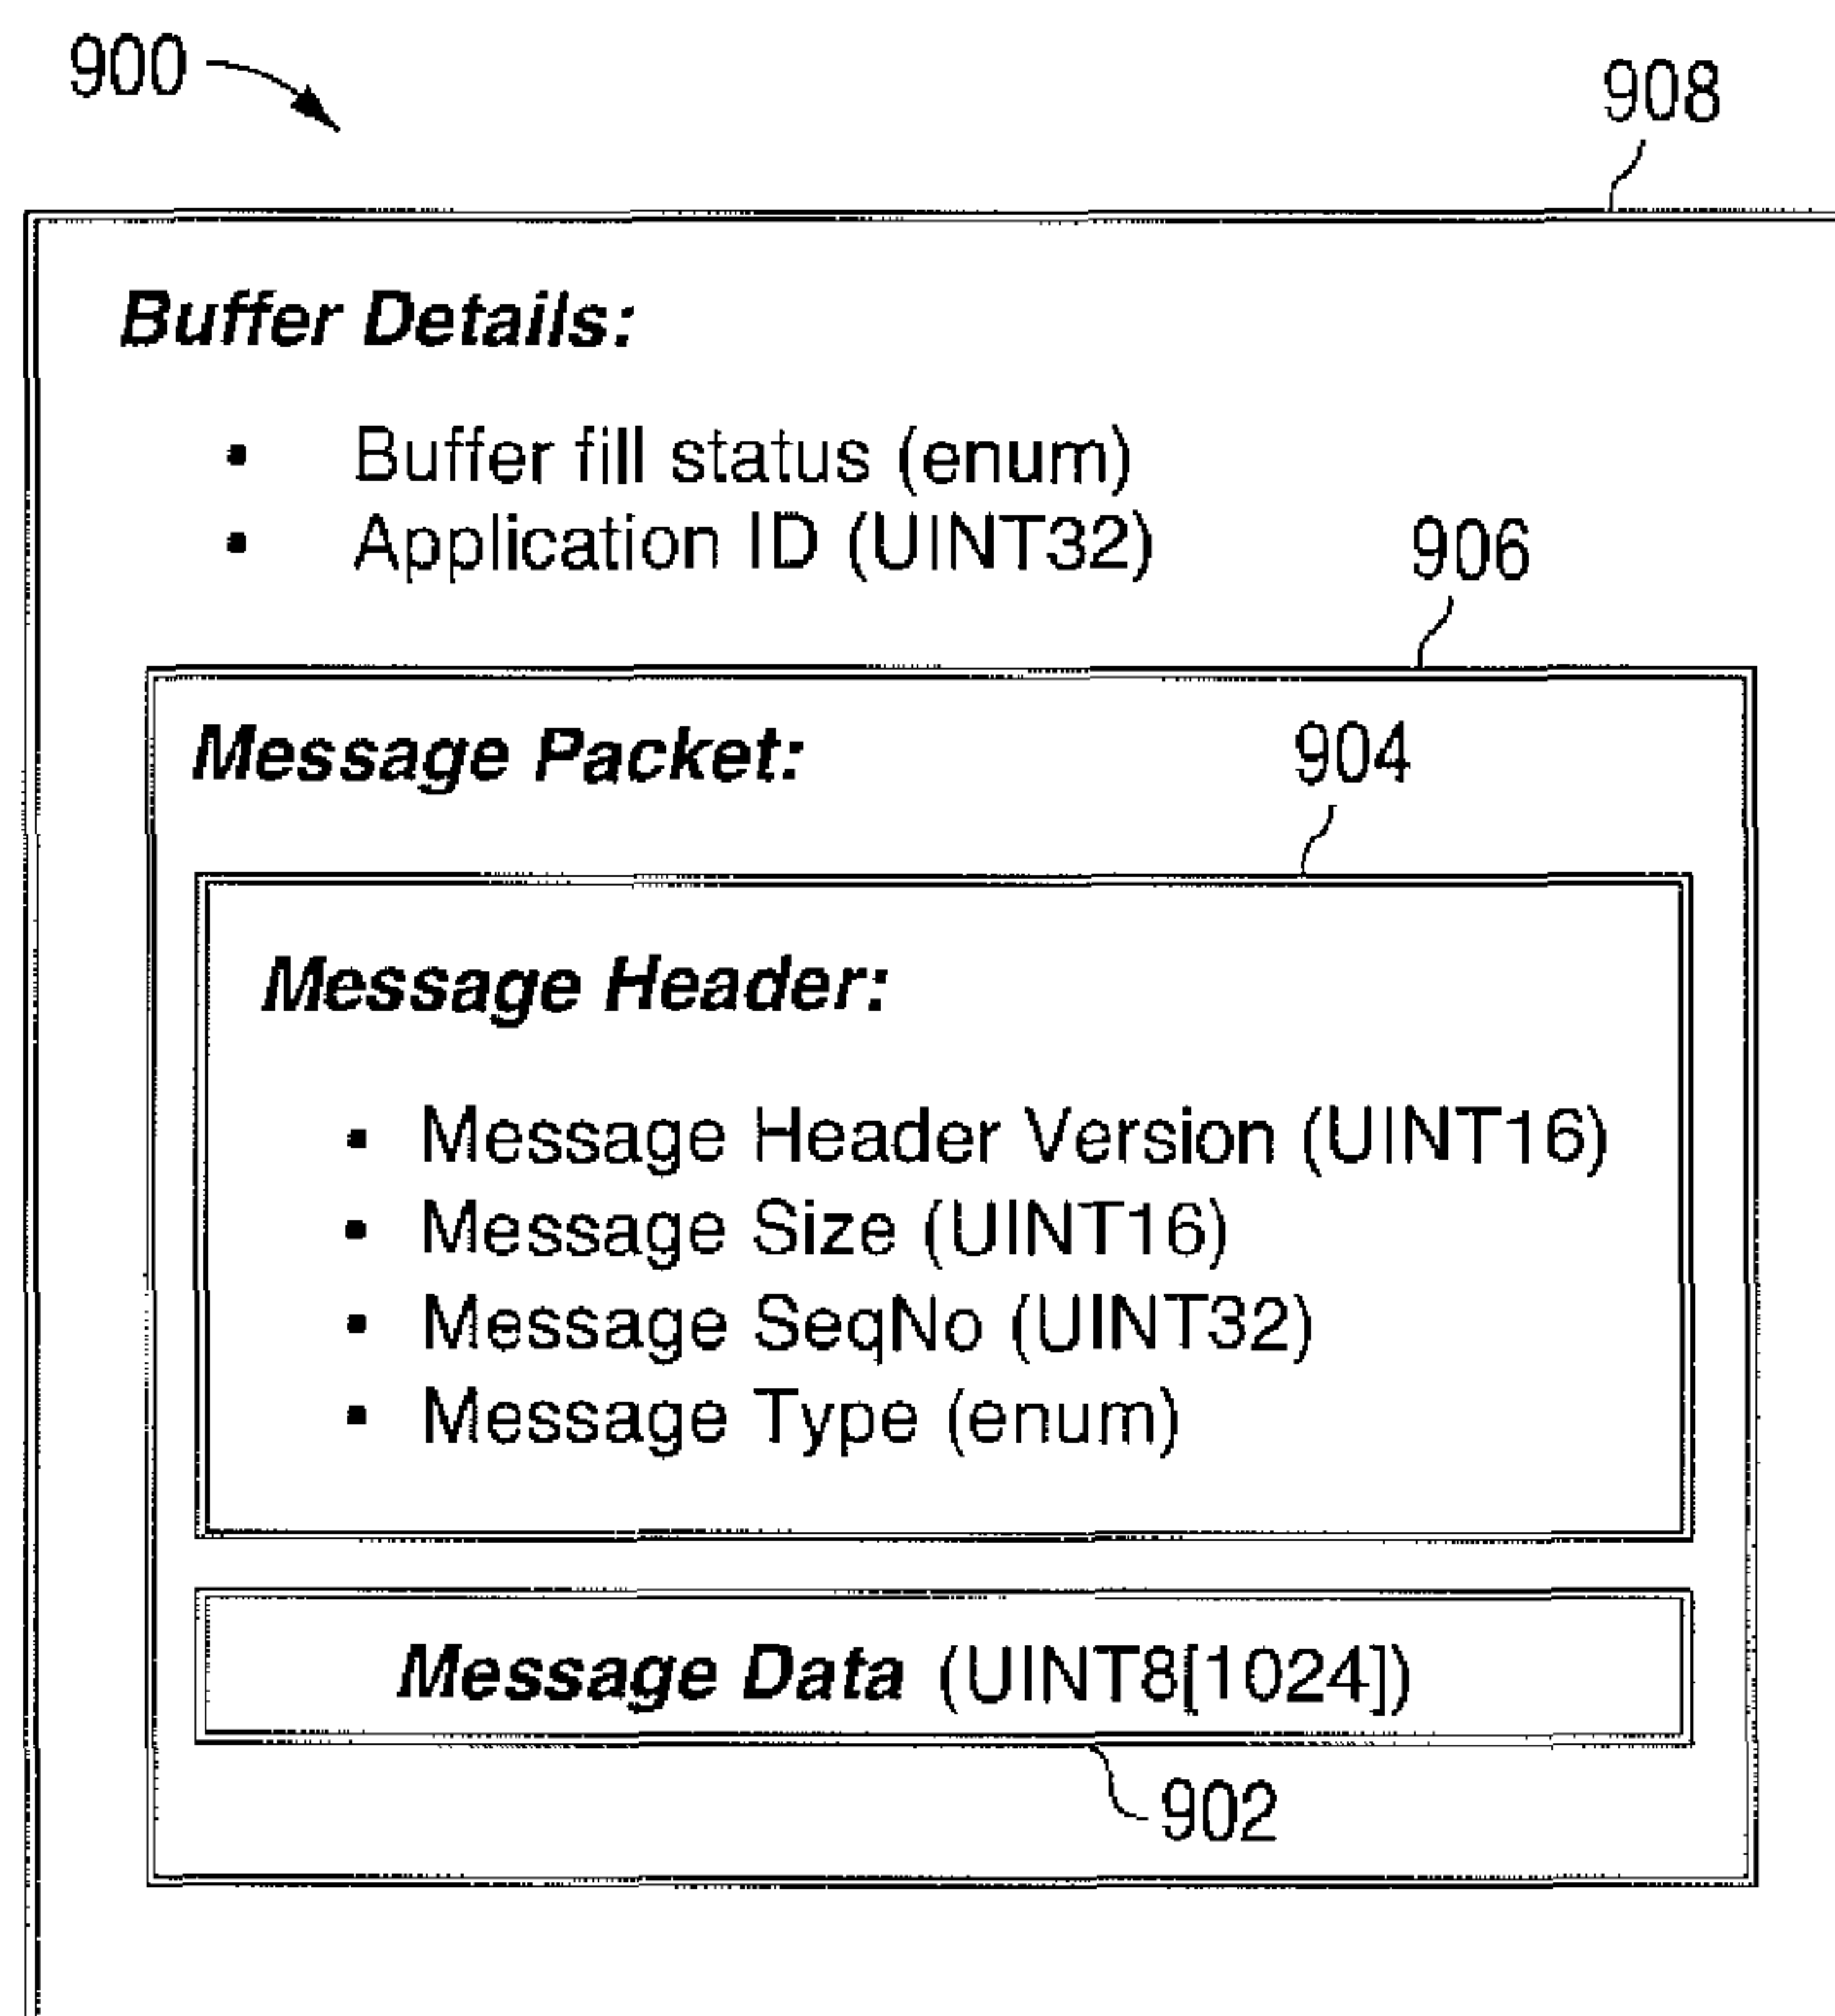 900
908
Buffer Details:
• Buffer fill status (enum)
• Application ID (UINT32)
906
Message Packet:
904
Message Header:
▪ Message Header Version (UINT16)
▪ Message Size (UINT16)
▪ Message SeqNo (UINT32)
▪ Message Type (enum)
Message Data (UINT8[1024])
902